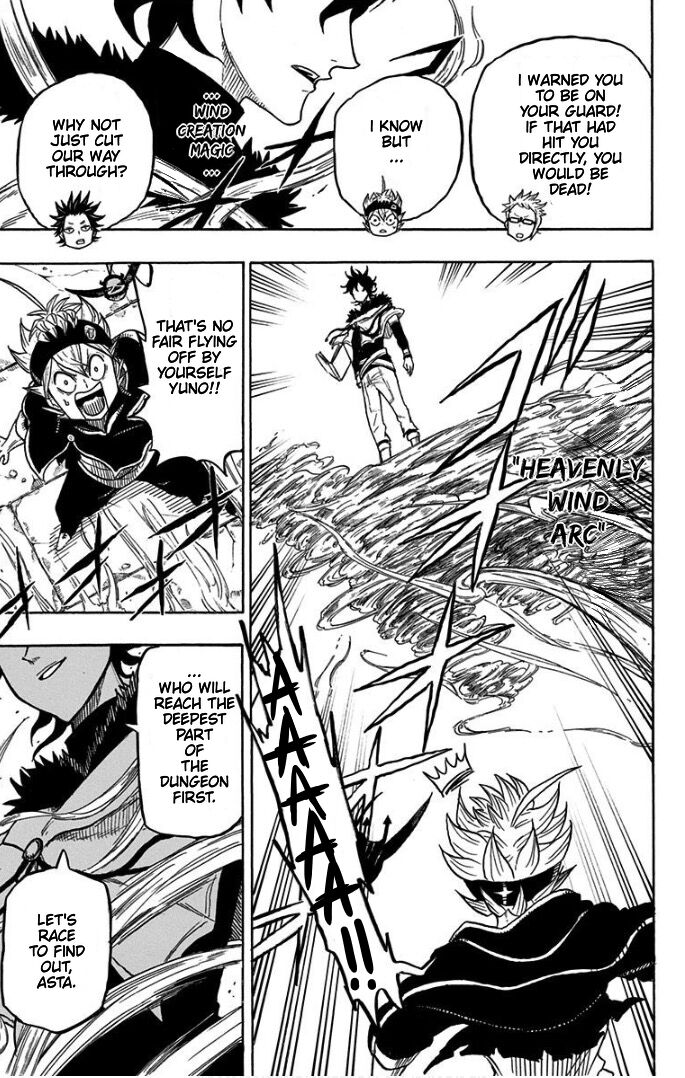 I WARNED YOU
TO BE ON
YOUR GUARD!
IF THAT HAD
HIT YOU
DIRECTLY, YOU
WOULD BE
DEAD!
I KNOW
BUT
...
...
WIND
CREATION
MAGIC
...
WHY NOT
JUST CUT
OUR WAY
THROUGH?
"HEAVENLY
WIND
ARC"
AAAAA!!!
THAT'S NO
FAIR FLYING
OFF BY
YOURSELF
YUNO!!
...
WHO WILL
REACH THE
DEEPEST
PART
OF THE
DUNGEON
FIRST.
LET'S
RACE
TO FIND
OUT,
ASTA.